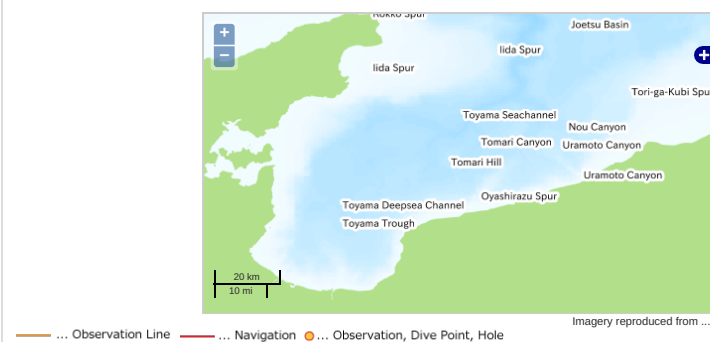 Rokko Spur
Joetsu Basin
+
Iida Spur
−
+
Iida Spur
Tori-ga-Kubi Spu
Toyama Seachannel
Nou Canyon
Tomari Canyon
Uramoto Canyon
Tomari Hill
Uramoto Canyon
Oyashirazu Spur
Toyama Deepsea Channel
Toyama Trough
20 km
10 mi
Imagery reproduced from ...
... Observation Line ... Navigation ... Observation, Dive Point, Hole